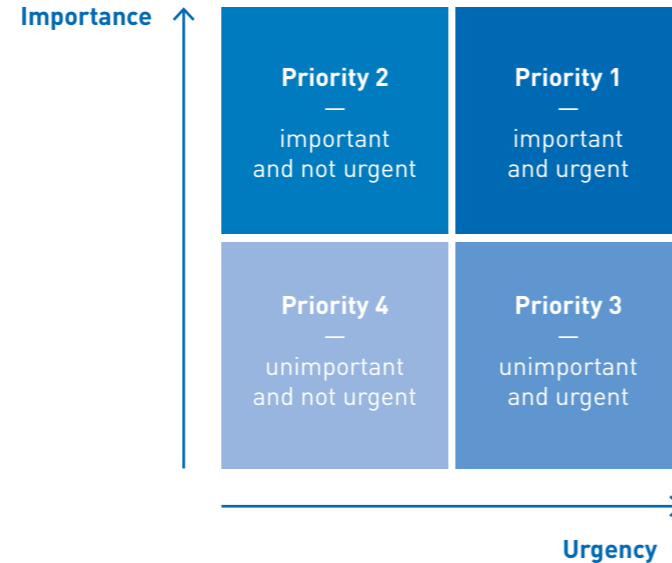 Importance
Priority 2
—
important
and not urgent
Priority 1
—
important
and urgent
Priority 4
—
unimportant
and not urgent
Priority 3
—
unimportant
and urgent
Urgency